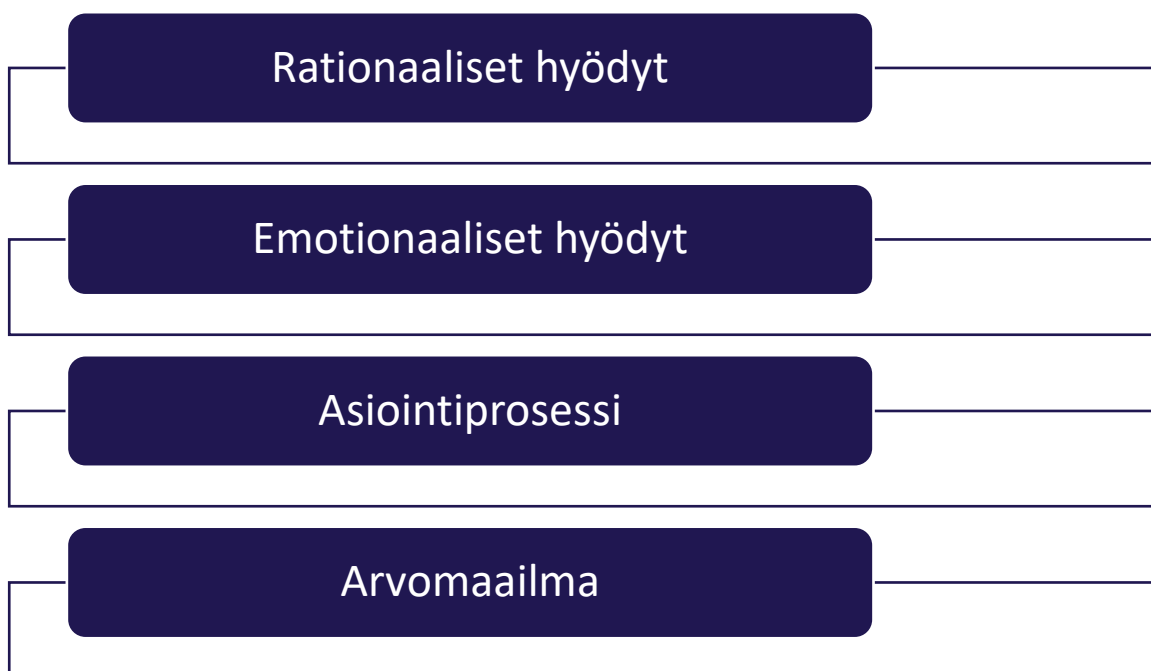 Rationaaliset hyödyt
Emotionaaliset hyödyt
Asiointiprosessi
Arvomaailma